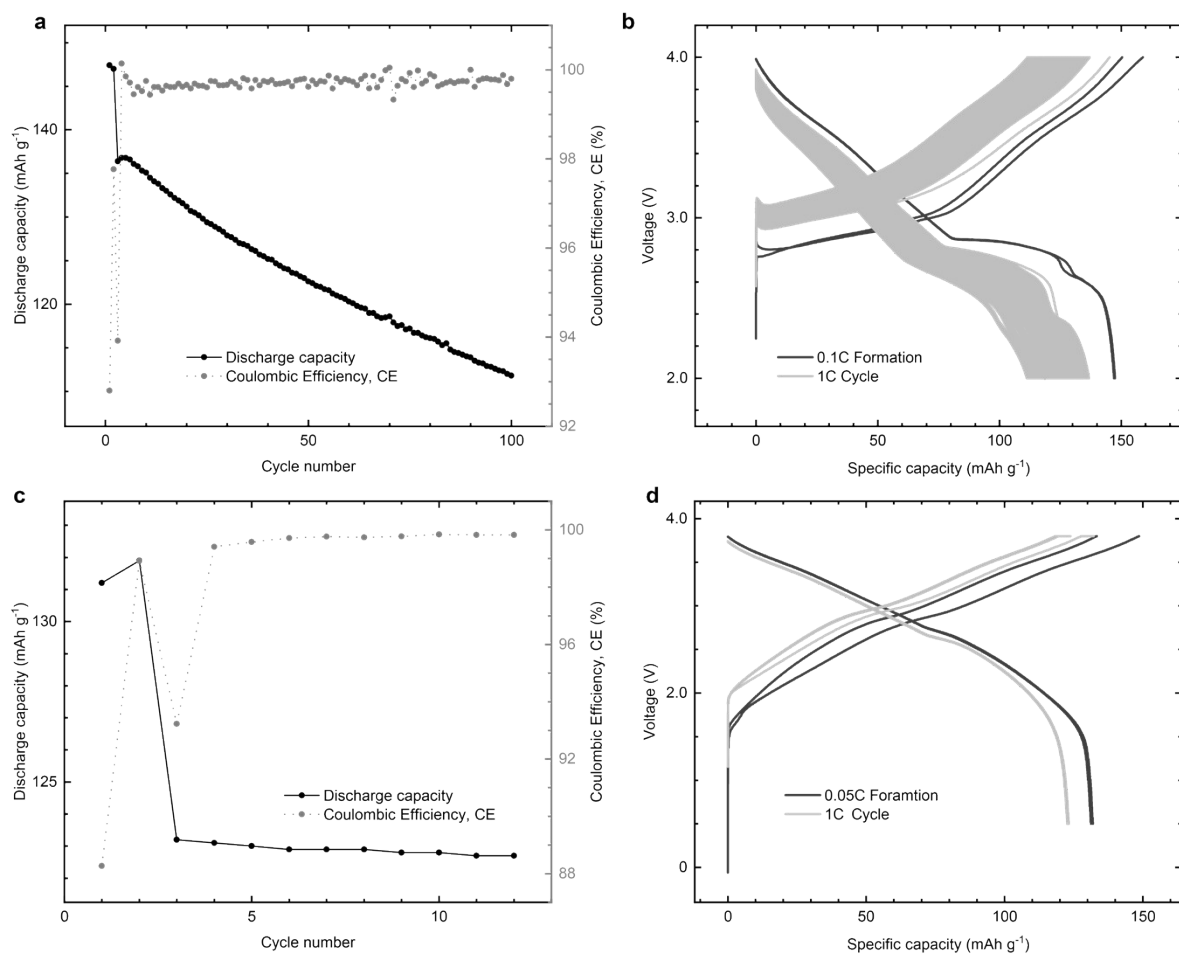 a
140
130
120
Discharge capacity (mAh g⁻¹)
100
98
96
94
92
Coulombic Efficiency, CE (%)
Discharge capacity
Coulombic Efficiency, CE
0
50
100
Cycle number
b
4.0
3.0
2.0
Voltage (V)
0.1C Formation
1C Cycle
0
50
100
150
Specific capacity (mAh g⁻¹)
c
130
125
Discharge capacity (mAh g⁻¹)
100
96
92
88
Coulombic Efficiency, CE (%)
Discharge capacity
Coulombic Efficiency, CE
0
5
10
Cycle number
d
4.0
2.0
0
Voltage (V)
0.05C Foramtion
1C Cycle
0
50
100
150
Specific capacity (mAh g⁻¹)